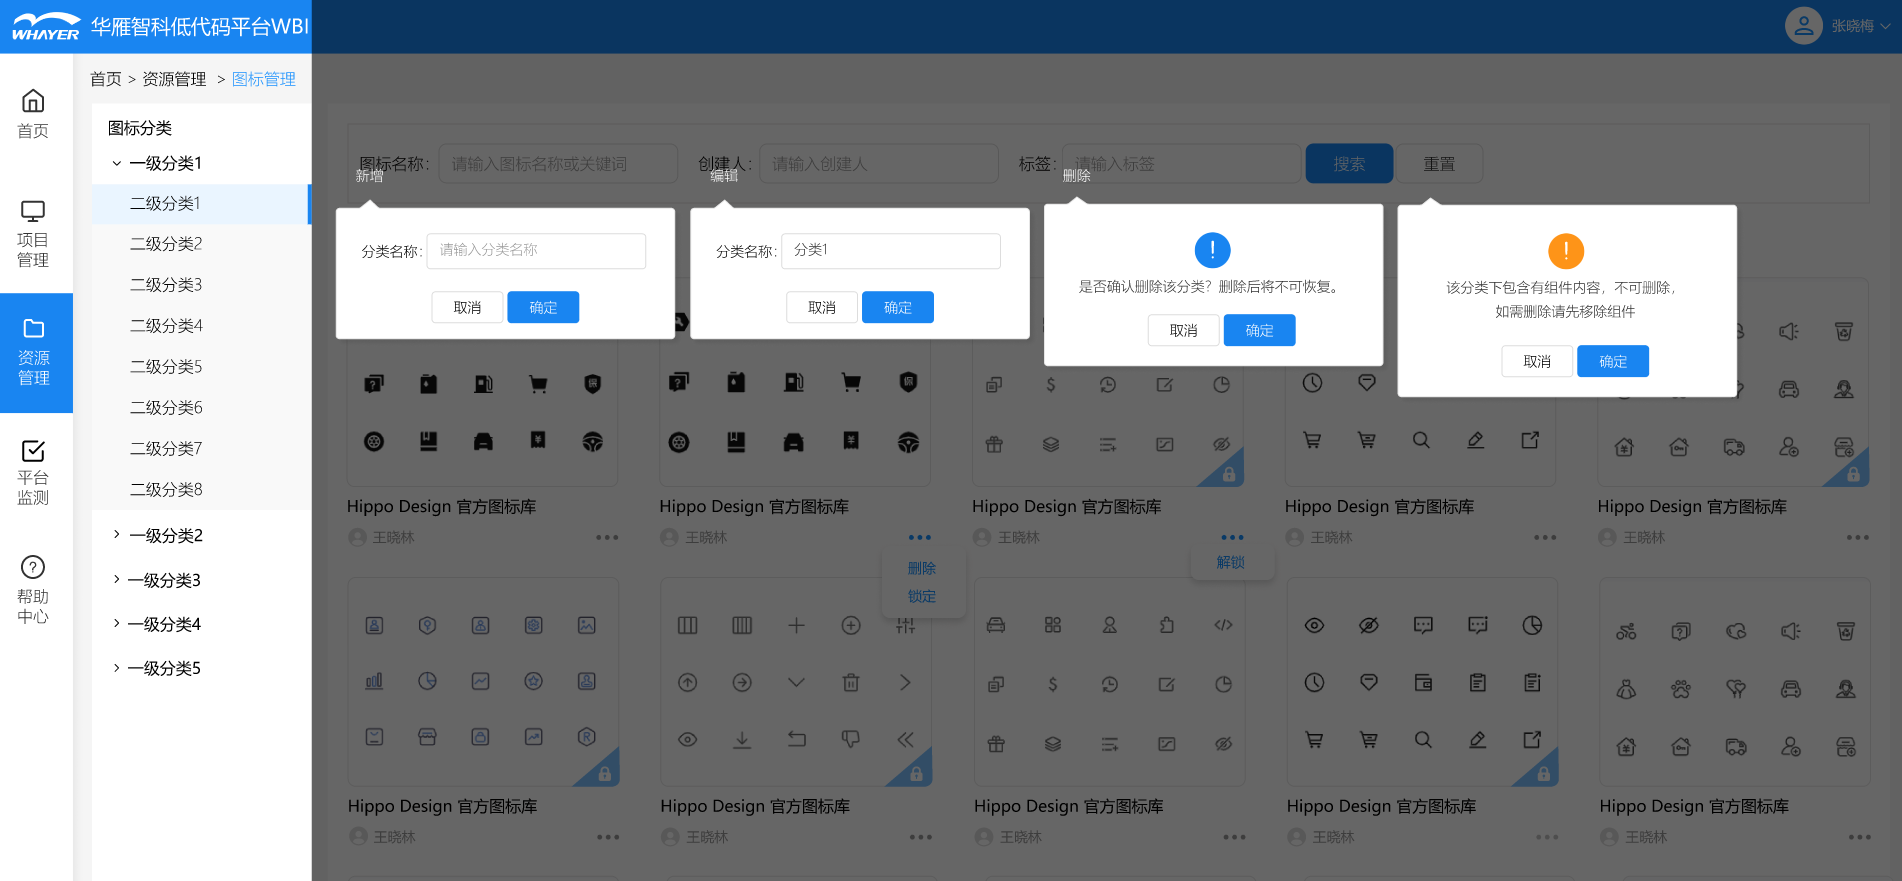 WHAYER 华雁智科低代码平台WBI
张晓梅
首页 > 资源管理 > 图标管理
首页
项目
管理
资源
管理
平台
监测
帮助
中心
图标分类
一级分类1
二级分类1
二级分类2
二级分类3
二级分类4
二级分类5
二级分类6
二级分类7
二级分类8
一级分类2
一级分类3
一级分类4
一级分类5
图标名称: 请输入图标名称或关键词 创建人: 请输入创建人 标签: 请输入标签 搜索 重置
新增
分类名称: 请输入分类名称
取消 确定
编辑
分类名称: 分类1
取消 确定
删除
是否确认删除该分类？删除后将不可恢复。
取消 确定
该分类下包含有组件内容，不可删除，
如需删除请先移除组件
取消 确定
Hippo Design 官方图标库 Hippo Design 官方图标库 Hippo Design 官方图标库 Hippo Design 官方图标库 Hippo Design 官方图标库
王晓林 王晓林 王晓林 王晓林 王晓林
删除
锁定
解锁
Hippo Design 官方图标库 Hippo Design 官方图标库 Hippo Design 官方图标库 Hippo Design 官方图标库 Hippo Design 官方图标库
王晓林 王晓林 王晓林 王晓林 王晓林